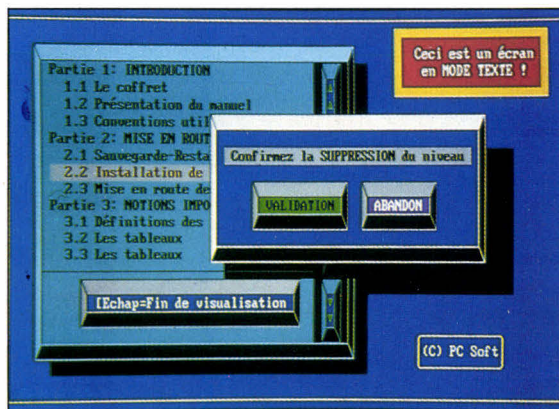 Ceci est un écran
en MODE TEXTE !
Partie 1: INTRODUCTION
1.1 Le coffret
1.2 Présentation du manuel
1.3 Conventions util
Partie 2: MISE EN ROUT
2.1 Sauvegarde-Resta
2.2 Installation de
2.3 Mise en route de
Partie 3: NOTIONS IMPO
3.1 Définitions des
3.2 Les tableaux
3.3 Les tableaux
Confirmez la SUPPRESSION du niveau
VALIDATION ABANDON
[Echap=Fin de visualisation
(C) PC Soft